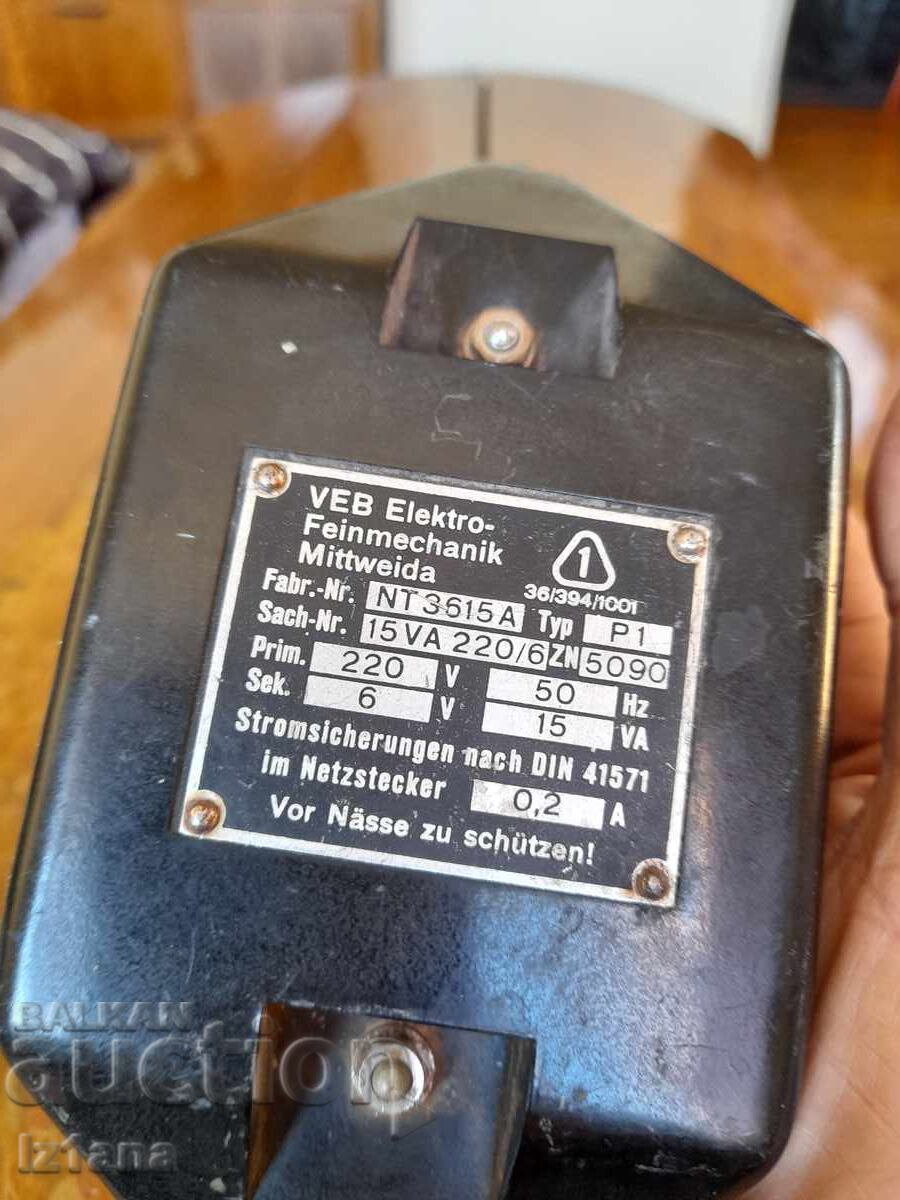 VEB Elektro-
Feinmechanik
Mittweida
1
36/394/1001
Fabr.-Nr. NT 3615A Typ P1
Sach-Nr. 15 VA 220/6 ZN 5090
Prim. 220 V 50 Hz
Sek. 6 V 15 VA
Stromsicherungen nach DIN 41571
im Netzstecker 0,2 A
Vor Nässe zu schützen!
BALKAN
auction
Iz1ana